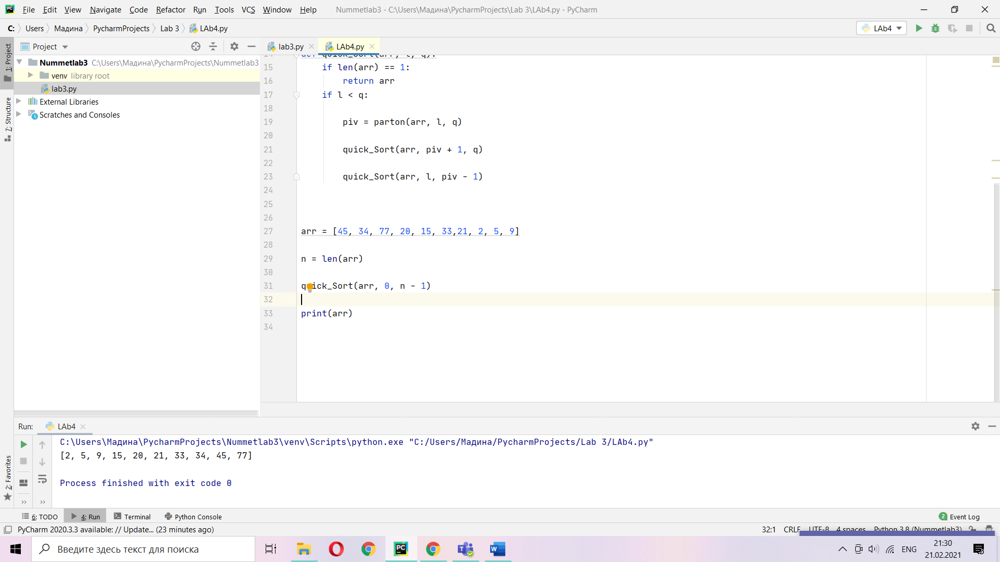 File Edit View Navigate Code Refactor Run Tools VCS Window Help Nummetlab3 - C:\Users\Мадина\PycharmProjects\Lab 3\LAb4.py - PyCharm
C: Users Мадина PycharmProjects Lab 3 LAb4.py LAb4
Project lab3.py LAb4.py
1: Project
7: Structure
2: Favorites
Nummetlab3 C:\Users\Мадина\PycharmProjects\Nummetlab3
venv library root
lab3.py
External Libraries
Scratches and Consoles
14 def quick_Sort(arr, l, q):
15 if len(arr) == 1:
16 return arr
17 if l < q:
18
19 piv = parton(arr, l, q)
20
21 quick_Sort(arr, piv + 1, q)
22
23 quick_Sort(arr, l, piv - 1)
24
25
26
27 arr = [45, 34, 77, 20, 15, 33,21, 2, 5, 9]
28
29 n = len(arr)
30
31 quick_Sort(arr, 0, n - 1)
32
33 print(arr)
34
Run: LAb4
C:\Users\Мадина\PycharmProjects\Nummetlab3\venv\Scripts\python.exe "C:/Users/Мадина/PycharmProjects/Lab 3/LAb4.py"
[2, 5, 9, 15, 20, 21, 33, 34, 45, 77]
Process finished with exit code 0
6: TODO 4: Run Terminal Python Console 2 Event Log
PyCharm 2020.3.3 available: // Update... (23 minutes ago) 32:1 CRLF UTF-8 4 spaces Python 3.8 (Nummetlab3)
Введите здесь текст для поиска
ENG
21:30
21.02.2021